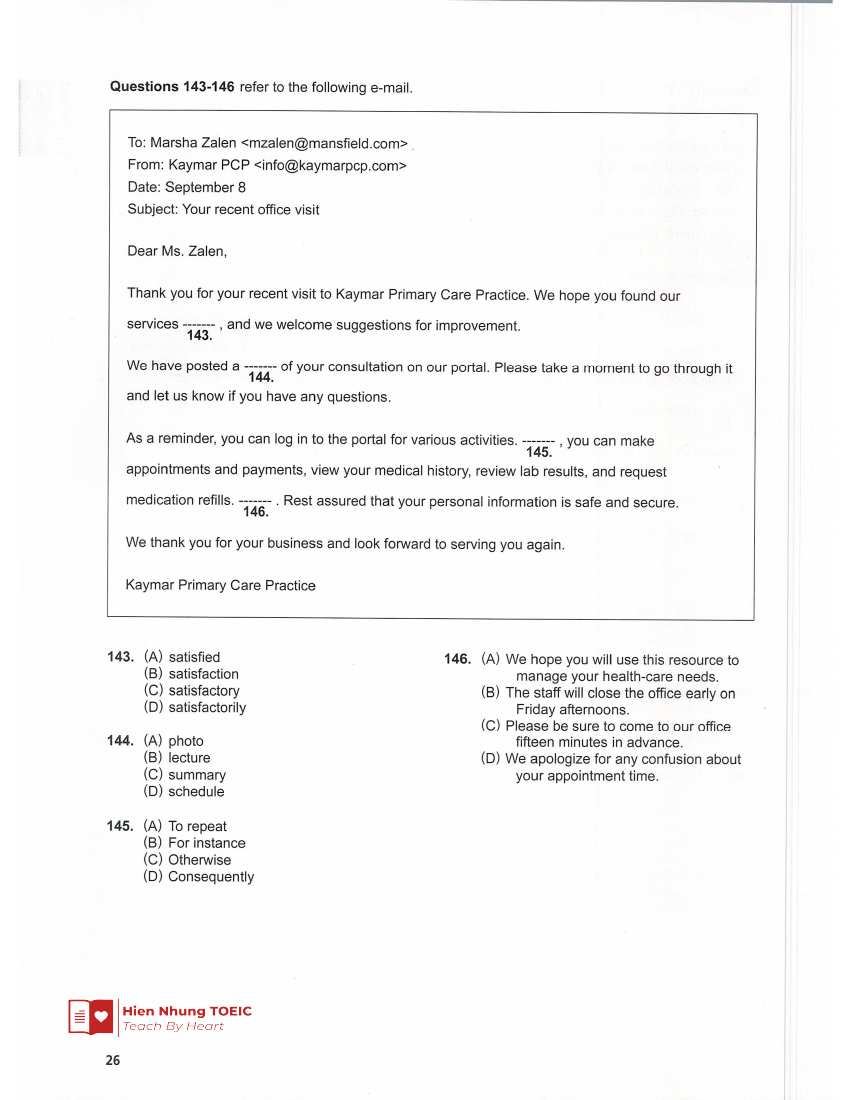 Questions 143-146 refer to the following e-mail.
To: Marsha Zalen <mzalen@mansfield.com>
From: Kaymar PCP <info@kaymarpcp.com>
Date: September 8
Subject: Your recent office visit
Dear Ms. Zalen,
Thank you for your recent visit to Kaymar Primary Care Practice. We hope you found our
services ------- , and we welcome suggestions for improvement.
143.
We have posted a ------- of your consultation on our portal. Please take a moment to go through it
144.
and let us know if you have any questions.
As a reminder, you can log in to the portal for various activities. ------- , you can make
145.
appointments and payments, view your medical history, review lab results, and request
medication refills. ------- . Rest assured that your personal information is safe and secure.
146.
We thank you for your business and look forward to serving you again.
Kaymar Primary Care Practice
143. (A) satisfied
(B) satisfaction
(C) satisfactory
(D) satisfactorily
144. (A) photo
(B) lecture
(C) summary
(D) schedule
145. (A) To repeat
(B) For instance
(C) Otherwise
(D) Consequently
146. (A) We hope you will use this resource to
manage your health-care needs.
(B) The staff will close the office early on
Friday afternoons.
(C) Please be sure to come to our office
fifteen minutes in advance.
(D) We apologize for any confusion about
your appointment time.
Hien Nhung TOEIC
Teach By Heart
26